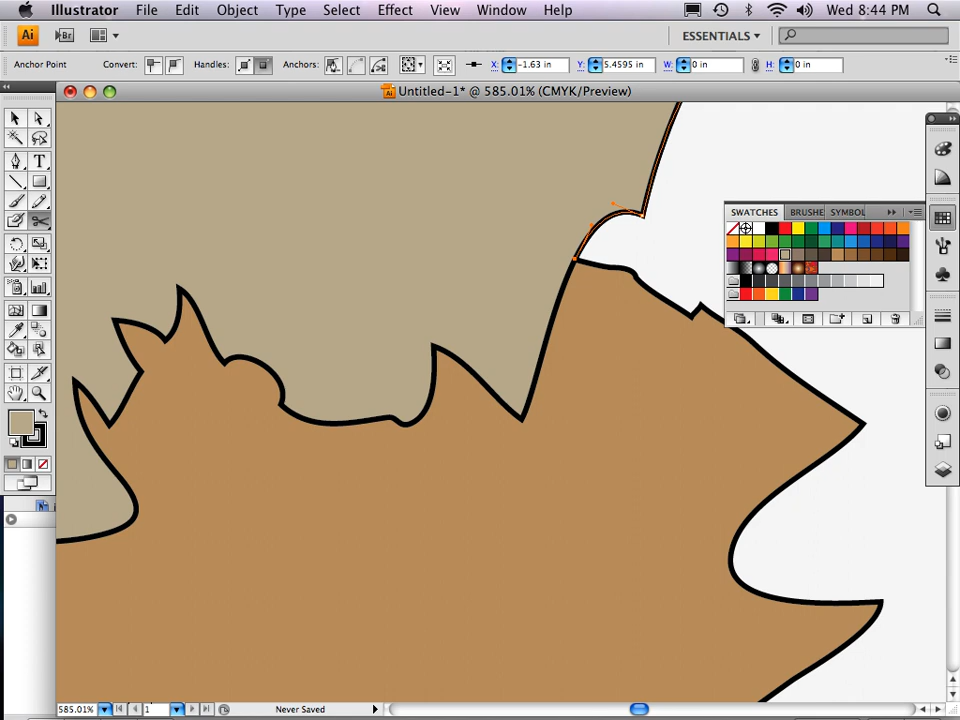 Illustrator File Edit Object Type Select Effect View Window Help Wed 8:44 PM
Ai Br ESSENTIALS
Anchor Point Convert: Handles: Anchors: X: -1.63 in Y: 5.4595 in W: 0 in H: 0 in
Untitled-1* @ 585.01% (CMYK/Preview)
SWATCHES BRUSHE SYMBOL
T
585.01% 1 Never Saved